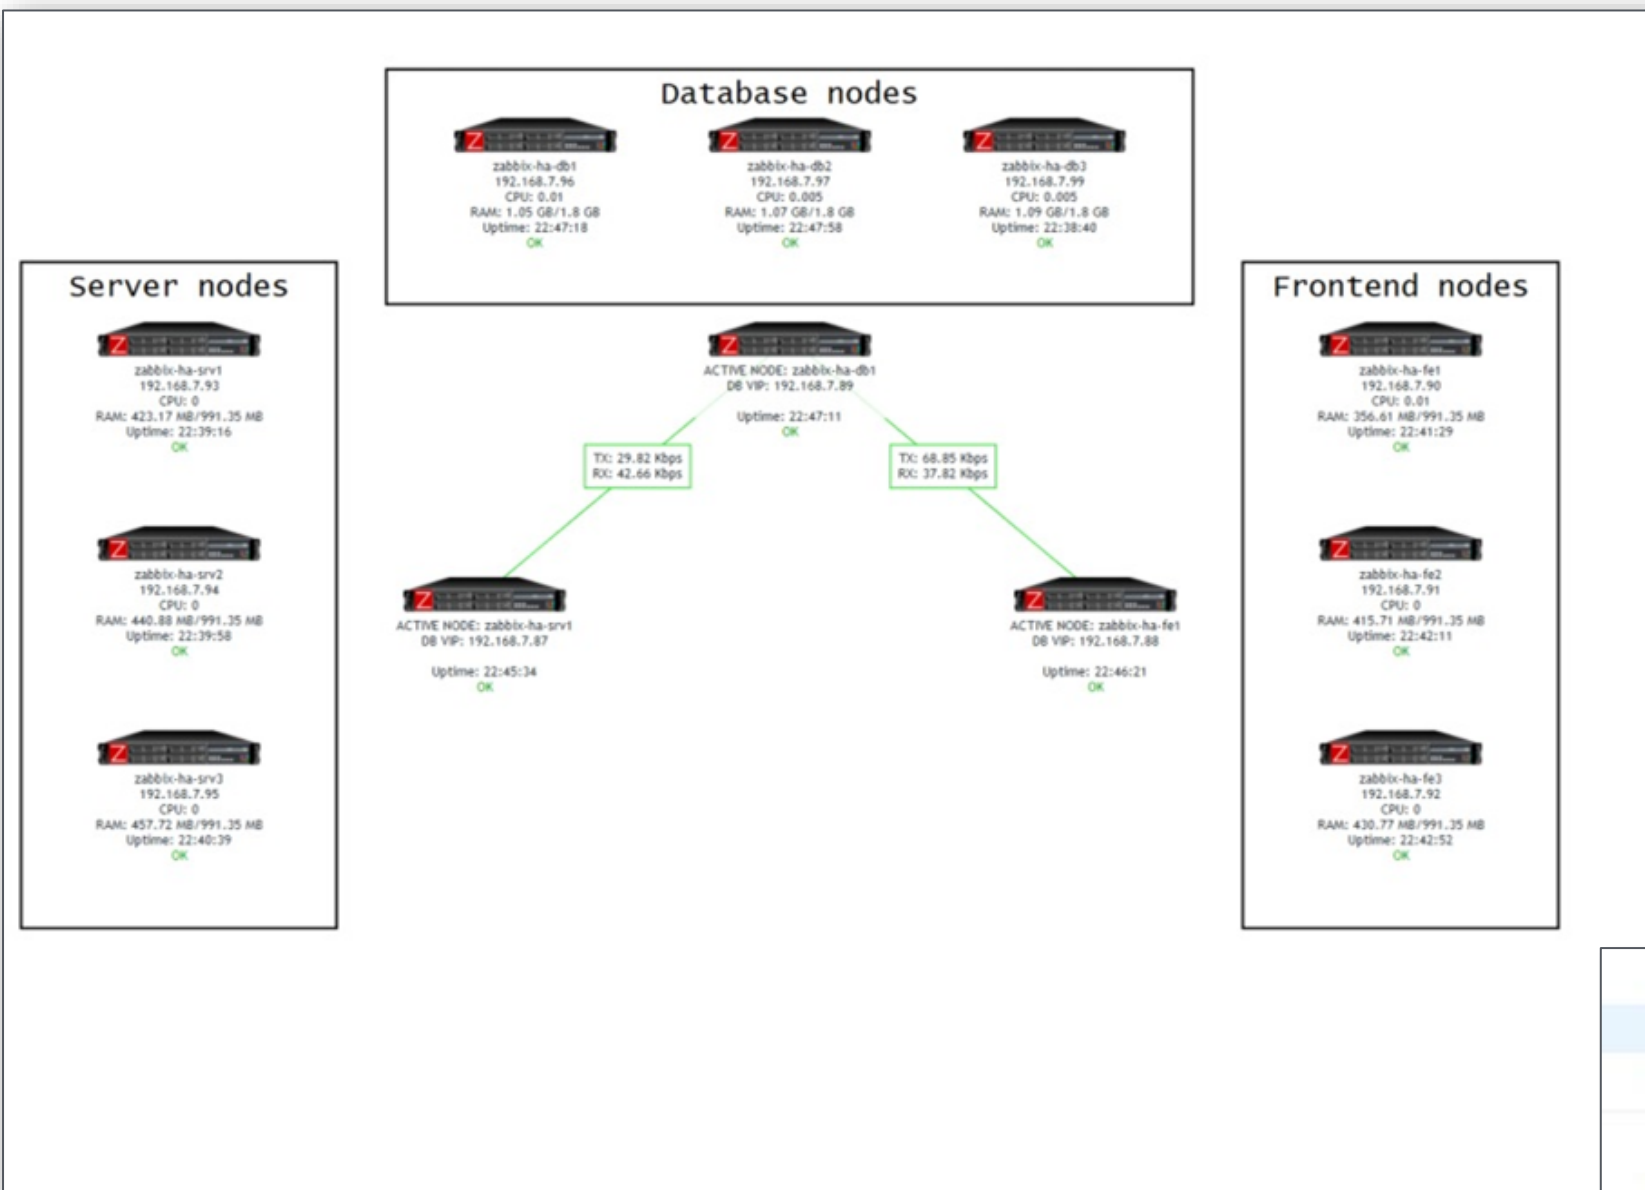 Database nodes
zabbix-ha-db1
192.168.7.96
CPU: 0.01
RAM: 1.05 GB/1.8 GB
Uptime: 22:47:18
OK
zabbix-ha-db2
192.168.7.97
CPU: 0.005
RAM: 1.07 GB/1.8 GB
Uptime: 22:47:58
OK
zabbix-ha-db3
192.168.7.99
CPU: 0.005
RAM: 1.09 GB/1.8 GB
Uptime: 22:38:40
OK
Server nodes
zabbix-ha-srv1
192.168.7.93
CPU: 0
RAM: 423.17 MB/991.35 MB
Uptime: 22:39:16
OK
zabbix-ha-srv2
192.168.7.94
CPU: 0
RAM: 440.88 MB/991.35 MB
Uptime: 22:39:58
OK
zabbix-ha-srv3
192.168.7.95
CPU: 0
RAM: 457.72 MB/991.35 MB
Uptime: 22:40:39
OK
ACTIVE NODE: zabbix-ha-db1
DB VIP: 192.168.7.89
Uptime: 22:47:11
OK
TX: 29.82 Kbps
RX: 42.66 Kbps
TX: 68.85 Kbps
RX: 37.82 Kbps
ACTIVE NODE: zabbix-ha-srv1
DB VIP: 192.168.7.87
Uptime: 22:45:34
OK
ACTIVE NODE: zabbix-ha-fe1
DB VIP: 192.168.7.88
Uptime: 22:46:21
OK
Frontend nodes
zabbix-ha-fe1
192.168.7.90
CPU: 0.01
RAM: 356.61 MB/991.35 MB
Uptime: 22:41:29
OK
zabbix-ha-fe2
192.168.7.91
CPU: 0
RAM: 415.71 MB/991.35 MB
Uptime: 22:42:11
OK
zabbix-ha-fe3
192.168.7.92
CPU: 0
RAM: 430.77 MB/991.35 MB
Uptime: 22:42:52
OK